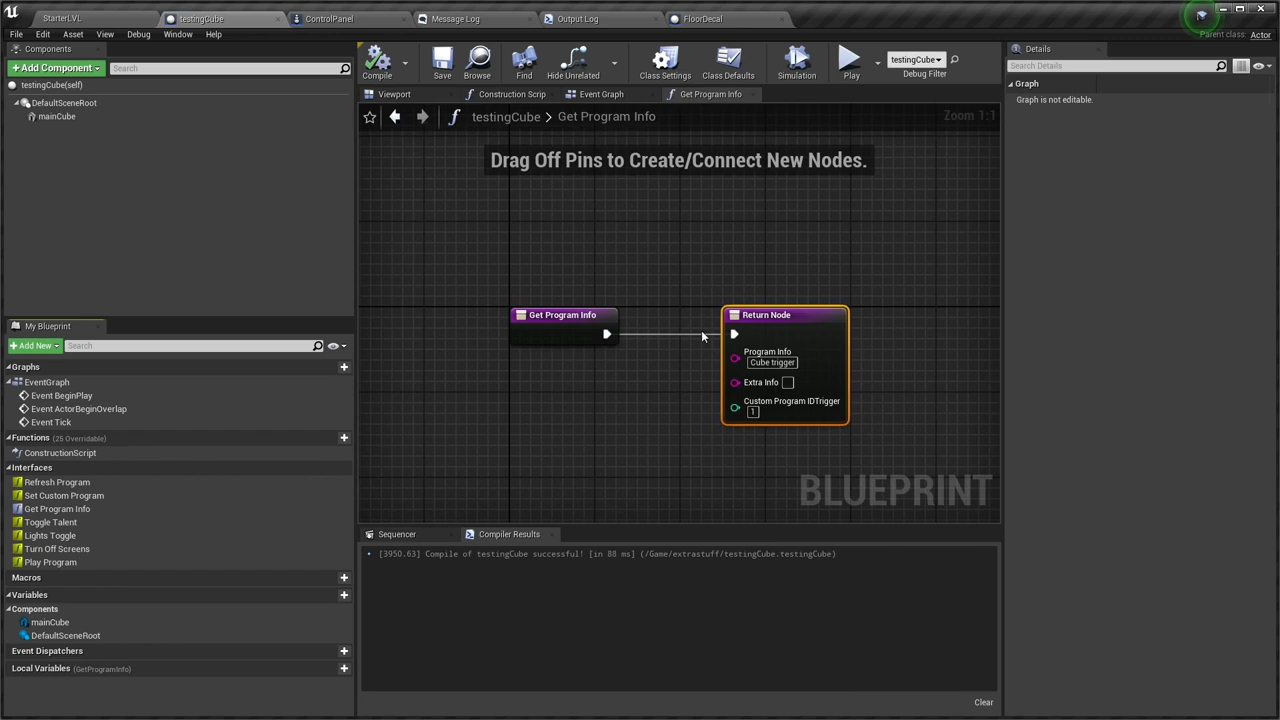 StarterLVL
testingCube
ControlPanel
Message Log
Output Log
FloorDecal
File Edit Asset View Debug Window Help
Parent class: Actor
Components
+ Add Component
Search
testingCube(self)
DefaultSceneRoot
mainCube
My Blueprint
+ Add New
Search
Graphs
EventGraph
Event BeginPlay
Event ActorBeginOverlap
Event Tick
Functions (25 Overridable)
ConstructionScript
Interfaces
Refresh Program
Set Custom Program
Get Program Info
Toggle Talent
Lights Toggle
Turn Off Screens
Play Program
Macros
Variables
Components
mainCube
DefaultSceneRoot
Event Dispatchers
Local Variables (GetProgramInfo)
Compile
Save
Browse
Find
Hide Unrelated
Class Settings
Class Defaults
Simulation
Play
testingCube
Debug Filter
Viewport
Construction Scrip
Event Graph
Get Program Info
testingCube > Get Program Info
Zoom 1:1
Drag Off Pins to Create/Connect New Nodes.
Get Program Info
Return Node
Program Info
Cube trigger
Extra Info
Custom Program IDTrigger
1
BLUEPRINT
Sequencer
Compiler Results
[3950.63] Compile of testingCube successful! [in 88 ms] (/Game/extrastuff/testingCube.testingCube)
Clear
Details
Search Details
Graph
Graph is not editable.